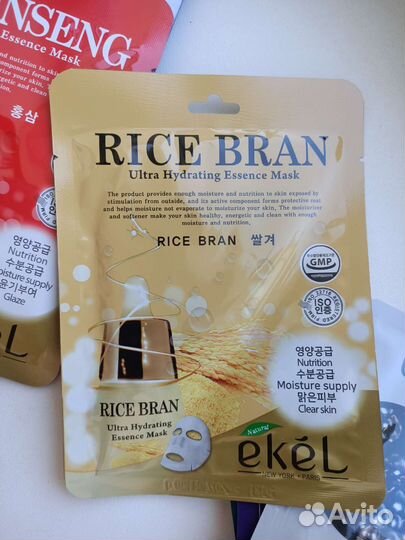 NSENG
Essence Mask
홍삼
영양공급
Nutrition
수분공급
Moisture supply
윤기부여
Glaze
ekeL
RICE BRAN
Ultra Hydrating Essence Mask
The product provides enough moisture and nutrition to skin exposed by
stimulation from outside, and its active component forms protective coat
and helps moisture not evaporate to moisturize your skin. The moisturizer
and softener make your skin healthy, energetic and clean with enough
moisture and nutrition.
RICE BRAN 쌀겨
GMP
ISO
인증
영양공급
Nutrition
수분공급
Moisture supply
맑은피부
Clear skin
RICE BRAN
Ultra Hydrating
Essence Mask
Natural
ekéL
NEW YORK • PARIS
Avito